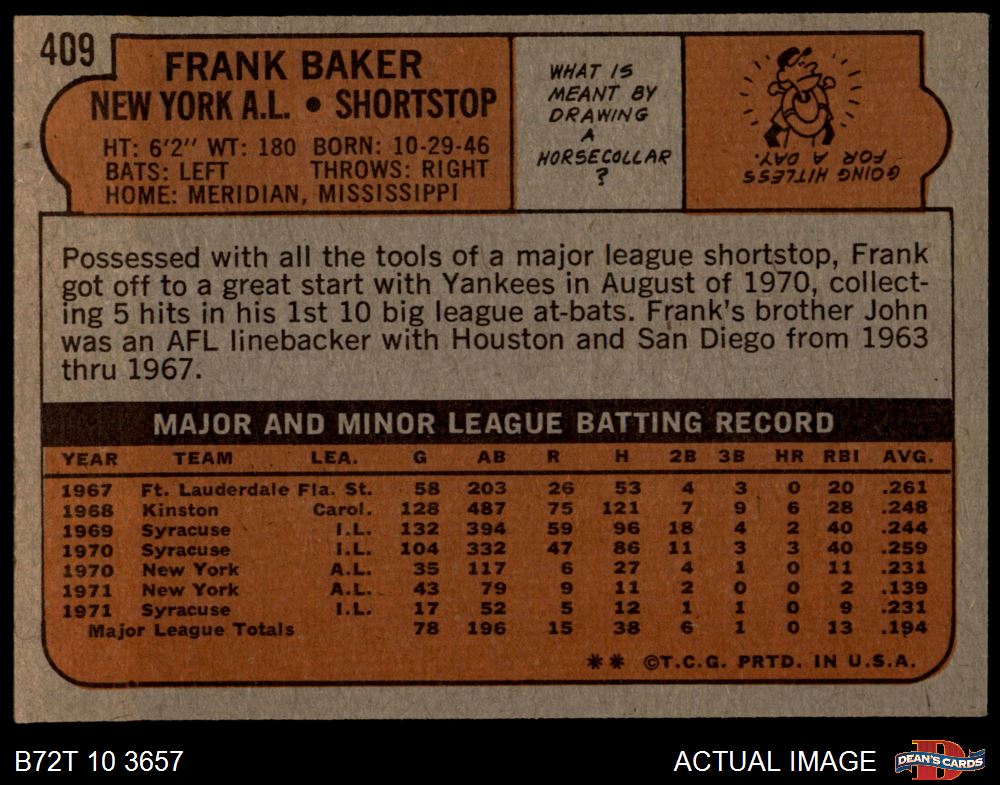 409
FRANK BAKER
NEW YORK A.L. • SHORTSTOP
HT: 6'2" WT: 180 BORN: 10-29-46
BATS: LEFT THROWS: RIGHT
HOME: MERIDIAN, MISSISSIPPI
WHAT IS
MEANT BY
DRAWING
A
HORSECOLLAR
?
GOING HITLESS
FOR A DAY.
Possessed with all the tools of a major league shortstop, Frank
got off to a great start with Yankees in August of 1970, collect-
ing 5 hits in his 1st 10 big league at-bats. Frank's brother John
was an AFL linebacker with Houston and San Diego from 1963
thru 1967.
MAJOR AND MINOR LEAGUE BATTING RECORD
YEAR TEAM LEA. G AB R H 2B 3B HR RBI AVG.
1967 Ft. Lauderdale Fla. St. 58 203 26 53 4 3 0 20 .261
1968 Kinston Carol. 128 487 75 121 7 9 6 28 .248
1969 Syracuse I.L. 132 394 59 96 18 4 2 40 .244
1970 Syracuse I.L. 104 332 47 86 11 3 3 40 .259
1970 New York A.L. 35 117 6 27 4 1 0 11 .231
1971 New York A.L. 43 79 9 11 2 0 0 2 .139
1971 Syracuse I.L. 17 52 5 12 1 1 0 9 .231
Major League Totals 78 196 15 38 6 1 0 13 .194
** ©T.C.G. PRTD. IN U.S.A.
B72T 10 3657
ACTUAL IMAGE
D
DEAN'S CARDS